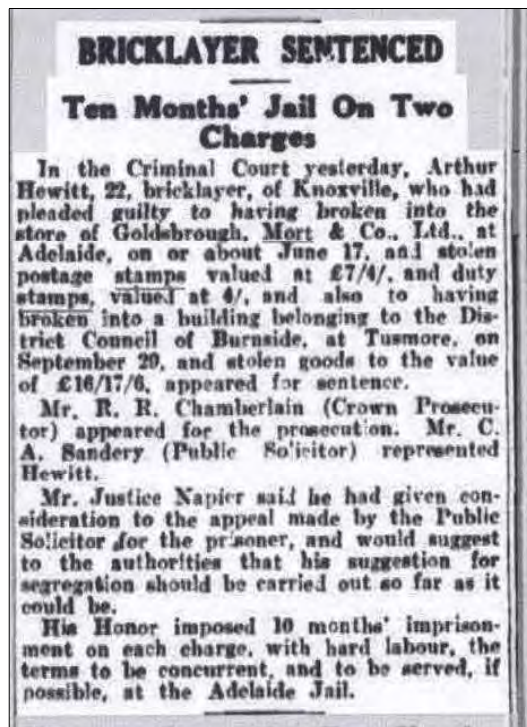 BRICKLAYER SENTENCED
Ten Months' Jail On Two
Charges
In the Criminal Court yesterday, Arthur
Hewitt, 22, bricklayer, of Knoxville, who had
pleaded guilty to having broken into the
store of Goldsbrough, Mort & Co., Ltd., at
Adelaide, on or about June 17, and stolen
postage stamps valued at £7/4/, and duty
stamps, valued at 4/, and also to having
broken into a building belonging to the Dis-
trict Council of Burnside, at Tusmore, on
September 20, and stolen goods to the value
of £16/17/6, appeared for sentence.
Mr. R. R. Chamberlain (Crown Prosecu-
tor) appeared for the prosecution. Mr. C.
A. Sandery (Public Solicitor) represented
Hewitt.
Mr. Justice Napier said he had given con-
sideration to the appeal made by the Public
Solicitor for the prisoner, and would suggest
to the authorities that his suggestion for
segregation should be carried out so far as it
could be.
His Honor imposed 10 months' imprison-
ment on each charge, with hard labour, the
terms to be concurrent, and to be served, if
possible, at the Adelaide Jail.